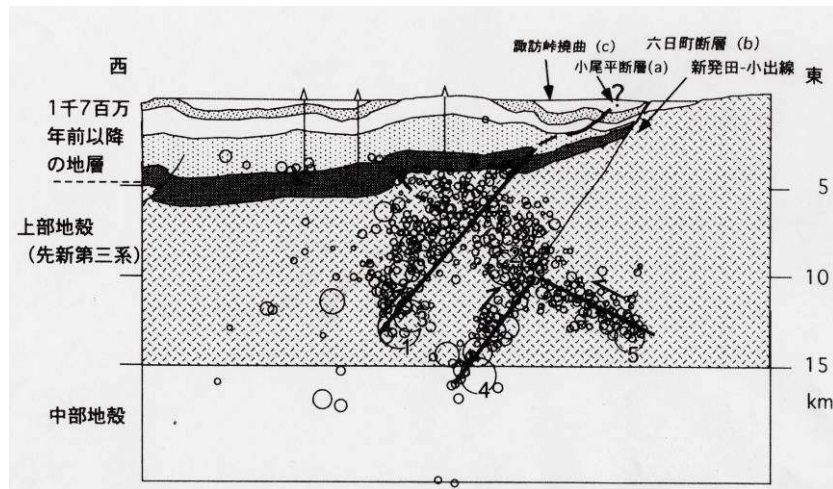 西
諏訪峠撓曲 (c)
六日町断層 (b)
小尾平断層(a)
新発田-小出線
東
?
1千7百万
年前以降
の地層
上部地殻
(先新第三系)
中部地殻
5
10
15
km
1
4
5